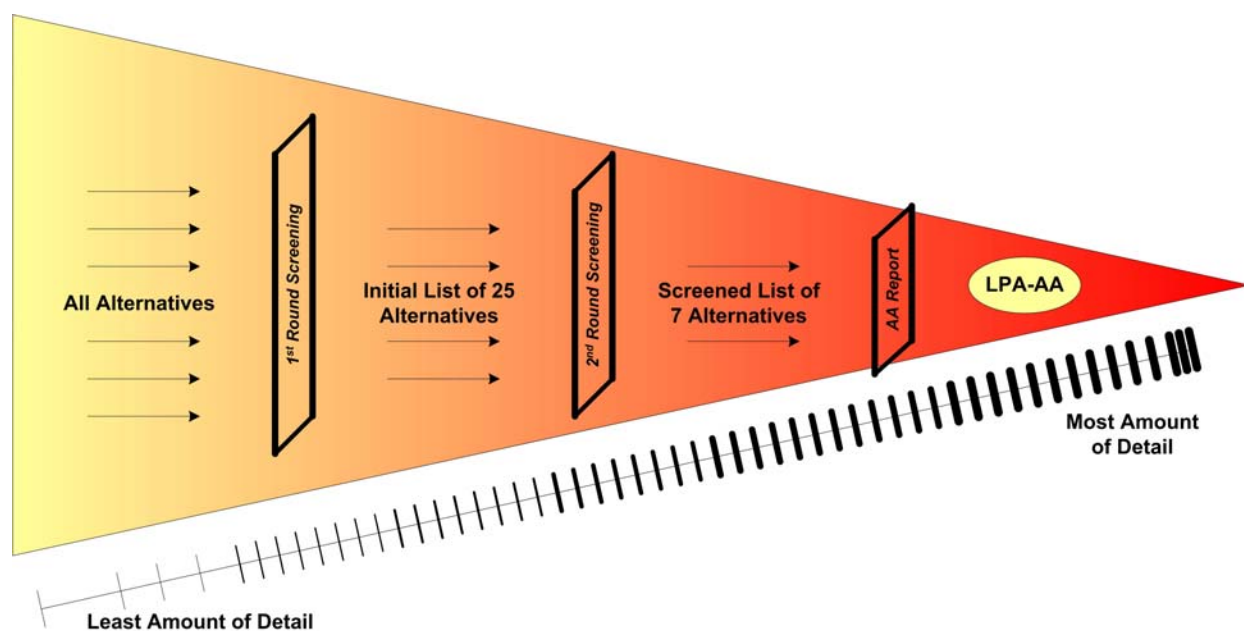 All Alternatives
1st Round Screening
Initial List of 25
Alternatives
2nd Round Screening
Screened List of
7 Alternatives
AA Report
LPA-AA
Most Amount
of Detail
Least Amount of Detail